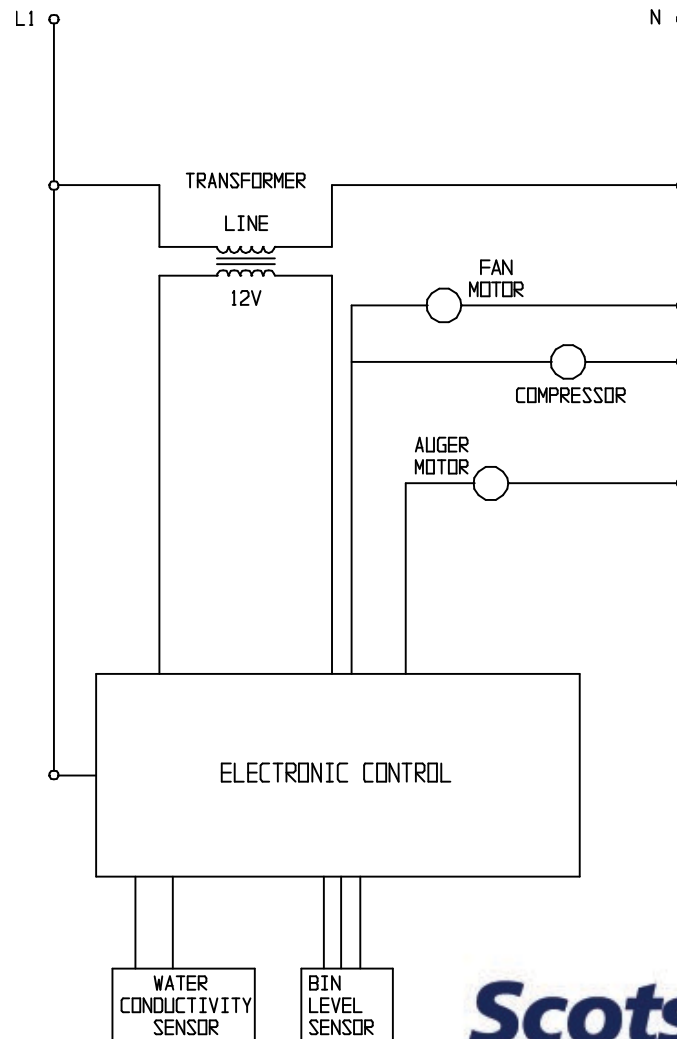 L1
N
TRANSFORMER
LINE
12V
FAN
MOTOR
COMPRESSOR
AUGER
MOTOR
ELECTRONIC CONTROL
WATER
CONDUCTIVITY
SENSOR
BIN
LEVEL
SENSOR
Scots